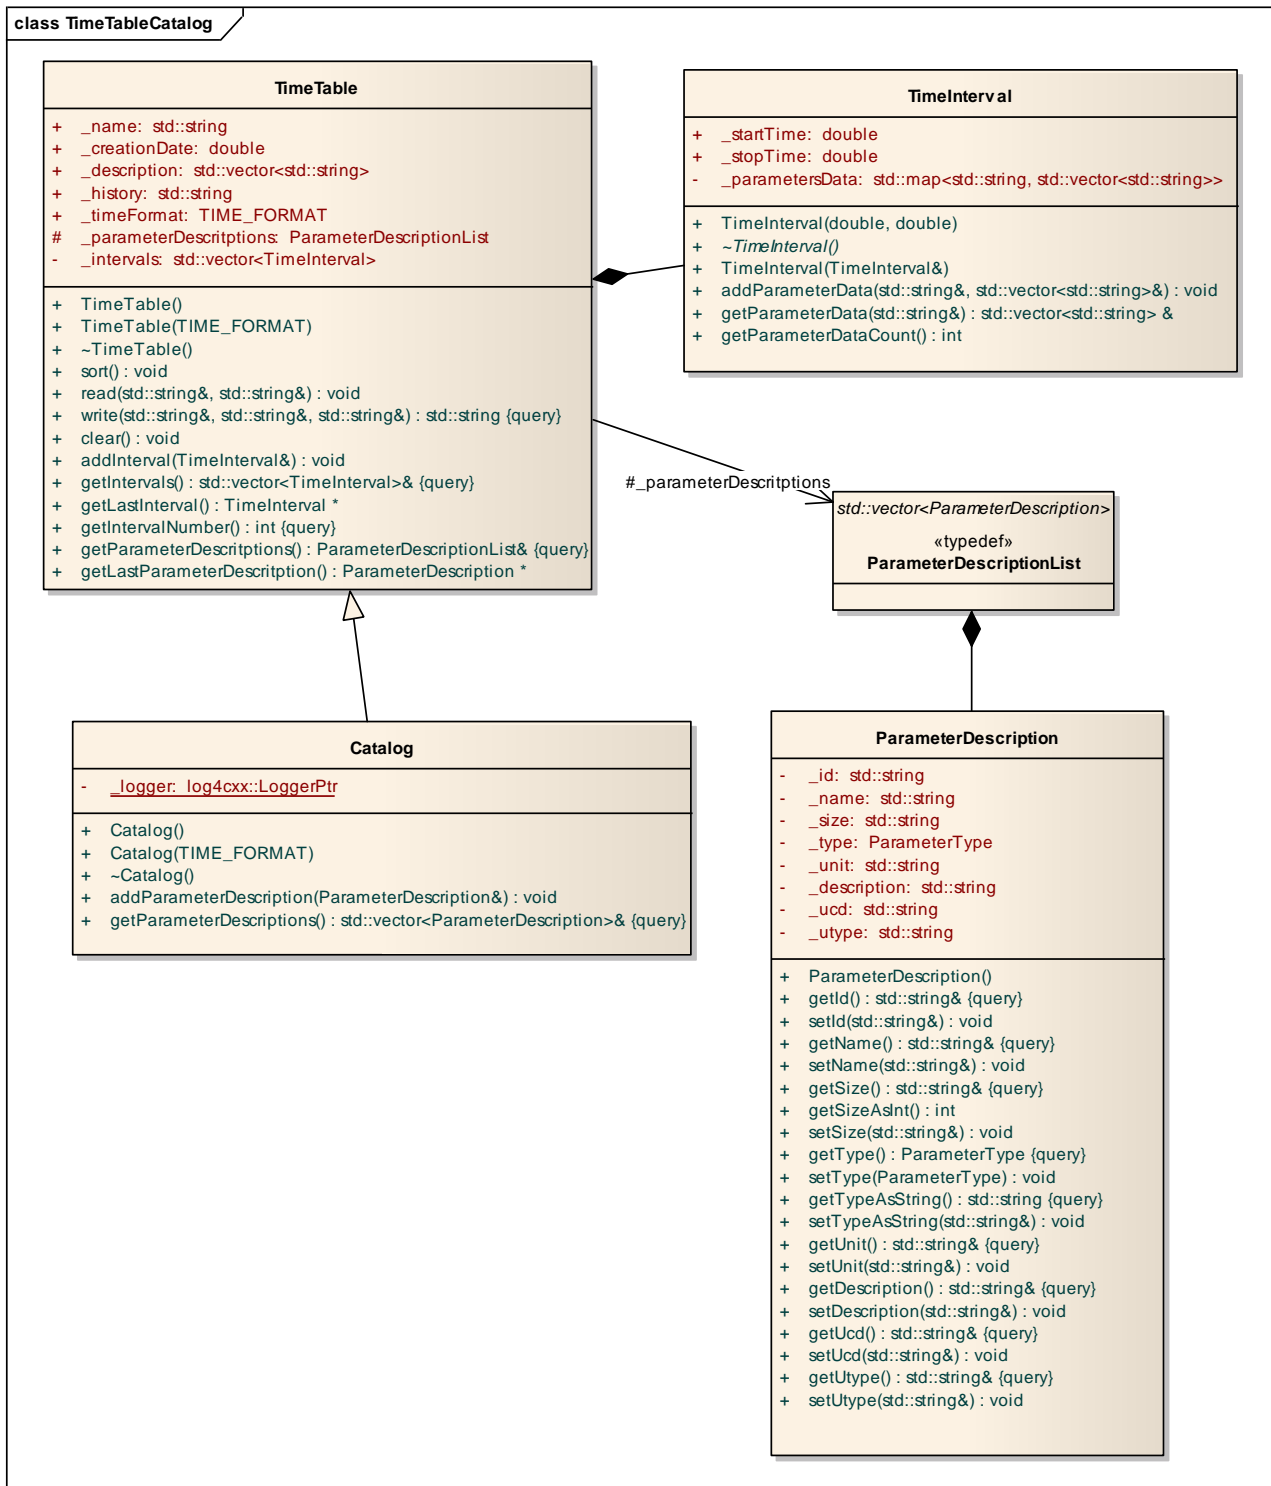 class TimeTableCatalog
TimeTable
+ _name: std::string
+ _creationDate: double
+ _description: std::vector<std::string>
+ _history: std::string
+ _timeFormat: TIME_FORMAT
# _parameterDescritptions: ParameterDescriptionList
- _intervals: std::vector<TimeInterval>
+ TimeTable()
+ TimeTable(TIME_FORMAT)
+ ~TimeTable()
+ sort() : void
+ read(std::string&, std::string&) : void
+ write(std::string&, std::string&, std::string&) : std::string {query}
+ clear() : void
+ addInterval(TimeInterval&) : void
+ getIntervals() : std::vector<TimeInterval>& {query}
+ getLastInterval() : TimeInterval *
+ getIntervalNumber() : int {query}
+ getParameterDescritptions() : ParameterDescriptionList& {query}
+ getLastParameterDescritption() : ParameterDescription *
TimeInterval
+ _startTime: double
+ _stopTime: double
- _parametersData: std::map<std::string, std::vector<std::string>>
+ TimeInterval(double, double)
+ ~TimeInterval()
+ TimeInterval(TimeInterval&)
+ addParameterData(std::string&, std::vector<std::string>&) : void
+ getParameterData(std::string&) : std::vector<std::string> &
+ getParameterDataCount() : int
#_parameterDescritptions
std::vector<ParameterDescription>
«typedef»
ParameterDescriptionList
Catalog
- _logger: log4cxx::LoggerPtr
+ Catalog()
+ Catalog(TIME_FORMAT)
+ ~Catalog()
+ addParameterDescription(ParameterDescription&) : void
+ getParameterDescriptions() : std::vector<ParameterDescription>& {query}
ParameterDescription
- _id: std::string
- _name: std::string
- _size: std::string
- _type: ParameterType
- _unit: std::string
- _description: std::string
- _ucd: std::string
- _utype: std::string
+ ParameterDescription()
+ getId() : std::string& {query}
+ setId(std::string&) : void
+ getName() : std::string& {query}
+ setName(std::string&) : void
+ getSize() : std::string& {query}
+ getSizeAsInt() : int
+ setSize(std::string&) : void
+ getType() : ParameterType {query}
+ setType(ParameterType) : void
+ getTypeAsString() : std::string {query}
+ setTypeAsString(std::string&) : void
+ getUnit() : std::string& {query}
+ setUnit(std::string&) : void
+ getDescription() : std::string& {query}
+ setDescription(std::string&) : void
+ getUcd() : std::string& {query}
+ setUcd(std::string&) : void
+ getUtype() : std::string& {query}
+ setUtype(std::string&) : void